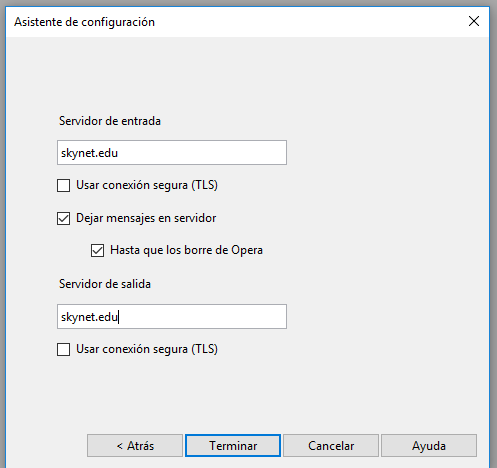 Asistente de configuración
Servidor de entrada
skynet.edu
Usar conexión segura (TLS)
Dejar mensajes en servidor
Hasta que los borre de Opera
Servidor de salida
skynet.edu
Usar conexión segura (TLS)
< Atrás Terminar Cancelar Ayuda